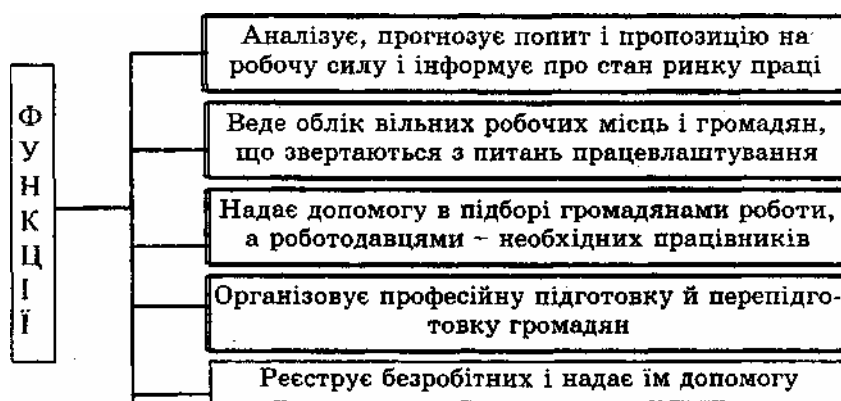 ФУНКЦІЇ
Аналізує, прогнозує попит і пропозицію на
робочу силу і інформує про стан ринку праці
Веде облік вільних робочих місць і громадян,
що звертаються з питань працевлаштування
Надає допомогу в підборі громадянами роботи,
а роботодавцями – необхідних працівників
Організовує професійну підготовку й перепідго-
товку громадян
Реєструє безробітних і надає їм допомогу